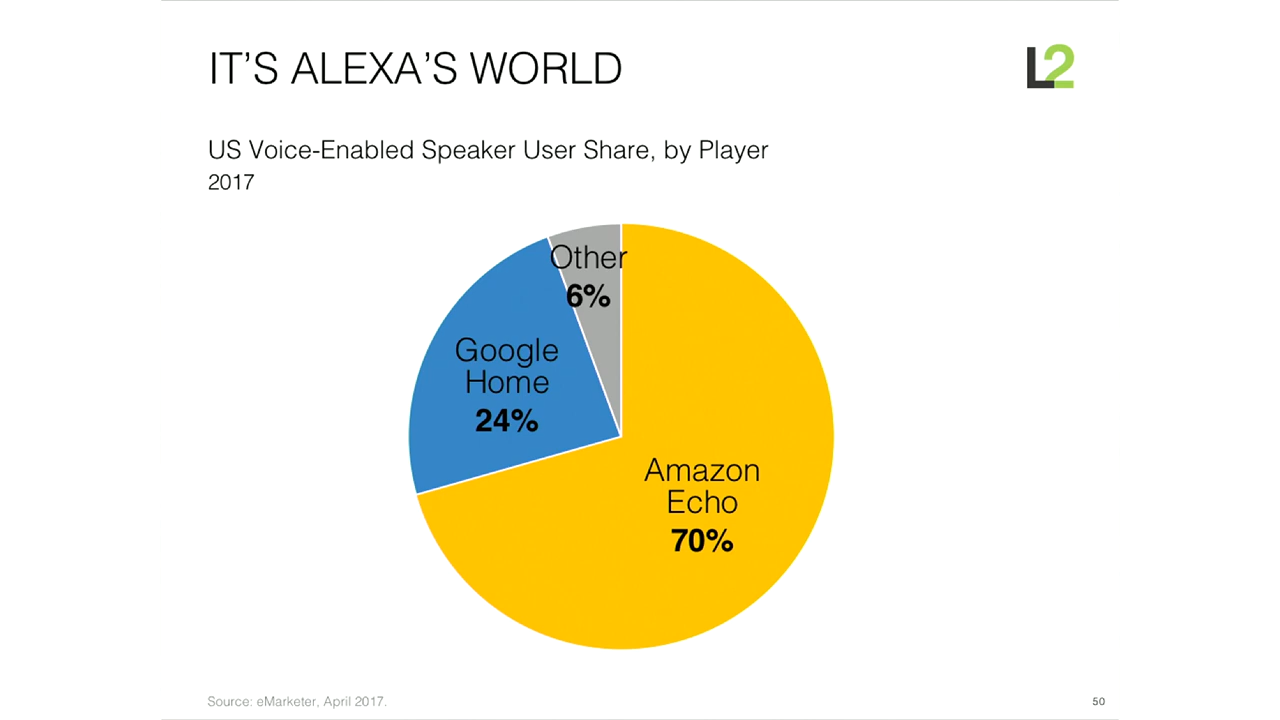 IT’S ALEXA’S WORLD
L2
US Voice-Enabled Speaker User Share, by Player
2017
Other
6%
Google
Home
24%
Amazon
Echo
70%
Source: eMarketer, April 2017.
50